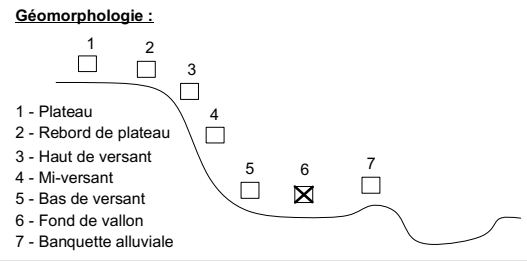 Géomorphologie :
1
2
3
4
5
6
7
1 - Plateau
2 - Rebord de plateau
3 - Haut de versant
4 - Mi-versant
5 - Bas de versant
6 - Fond de vallon
7 - Banquette alluviale